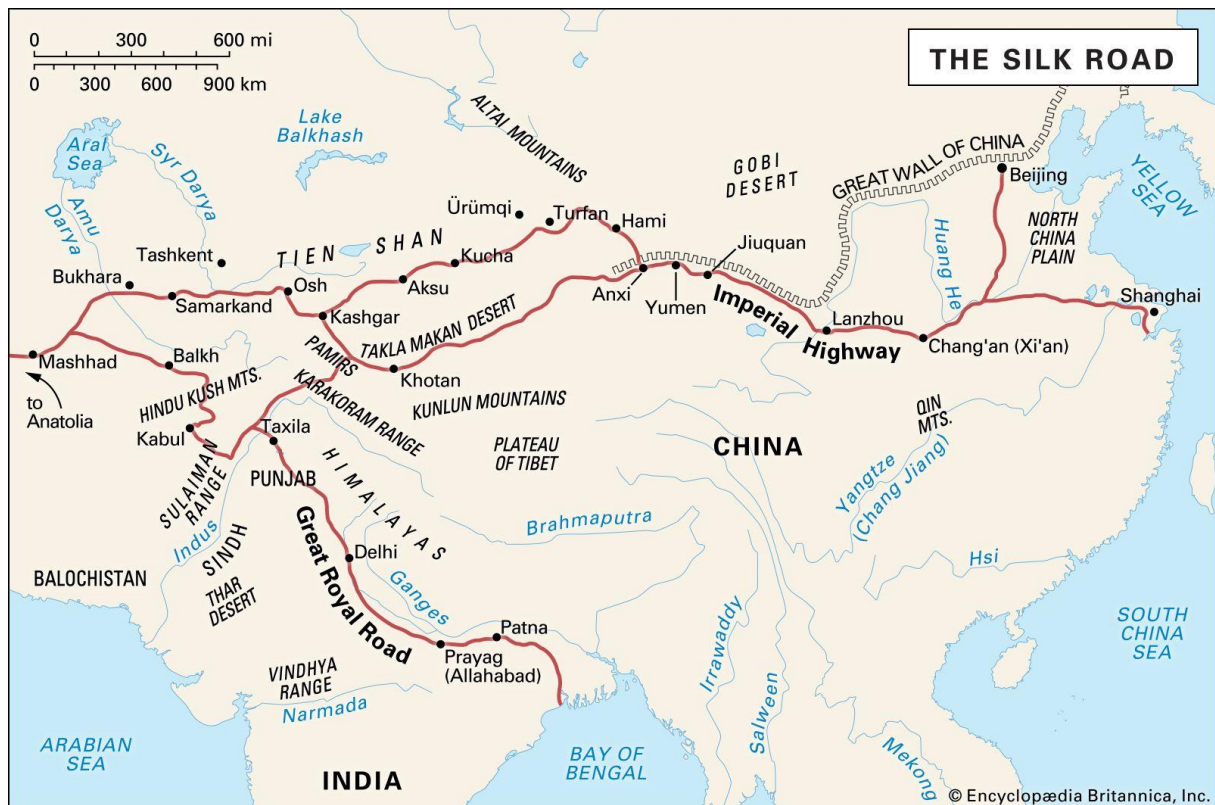 0 300 600 mi
0 300 600 900 km
THE SILK ROAD
ALTAI MOUNTAINS
Lake
Balkhash
Aral
Sea
Syr Darya
Amu
Darya
GOBI
DESERT
GREAT WALL OF CHINA
Beijing
YELLOW
SEA
Ürümqi
Turfan
Hami
NORTH
CHINA
PLAIN
Huang He
Tashkent
TIEN SHAN
Kucha
Jiuquan
Bukhara
Osh
Aksu
Anxi
Yumen
Shanghai
Samarkand
Kashgar
Imperial
Highway
Lanzhou
Chang'an (Xi'an)
TAKLA MAKAN DESERT
Mashhad
Balkh
PAMIRS
Khotan
to
Anatolia
HINDU KUSH MTS.
KARAKORAM RANGE
KUNLUN MOUNTAINS
QIN
MTS.
Kabul
Taxila
PLATEAU
OF TIBET
CHINA
SULAIMAN
RANGE
PUNJAB
HIMALAYAS
Yangtze
(Chang Jiang)
Indus
SINDH
Great Royal Road
Brahmaputra
Delhi
Hsi
BALOCHISTAN
THAR
DESERT
Ganges
Patna
Prayag
(Allahabad)
Irrawaddy
SOUTH
CHINA
SEA
VINDHYA
RANGE
Narmada
Salween
ARABIAN
SEA
INDIA
BAY OF
BENGAL
Mekong
© Encyclopædia Britannica, Inc.